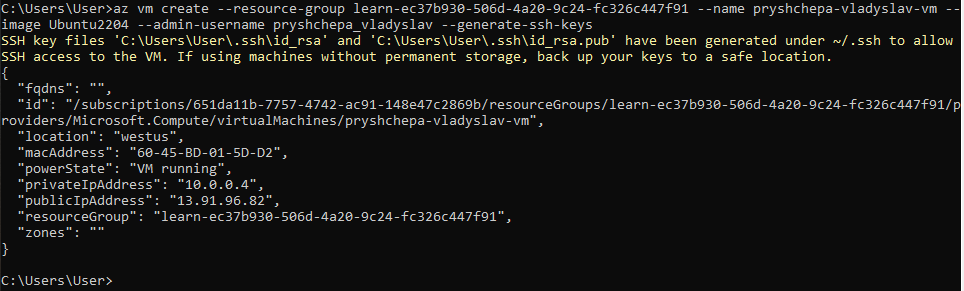 C:\Users\User>az vm create --resource-group learn-ec37b930-506d-4a20-9c24-fc326c447f91 --name pryshchepa-vladyslav-vm --
image Ubuntu2204 --admin-username pryshchepa_vladyslav --generate-ssh-keys
SSH key files 'C:\Users\User\.ssh\id_rsa' and 'C:\Users\User\.ssh\id_rsa.pub' have been generated under ~/.ssh to allow
SSH access to the VM. If using machines without permanent storage, back up your keys to a safe location.
{
  "fqdns": "",
  "id": "/subscriptions/651da11b-7757-4742-ac91-148e47c2869b/resourceGroups/learn-ec37b930-506d-4a20-9c24-fc326c447f91/p
roviders/Microsoft.Compute/virtualMachines/pryshchepa-vladyslav-vm",
  "location": "westus",
  "macAddress": "60-45-BD-01-5D-D2",
  "powerState": "VM running",
  "privateIpAddress": "10.0.0.4",
  "publicIpAddress": "13.91.96.82",
  "resourceGroup": "learn-ec37b930-506d-4a20-9c24-fc326c447f91",
  "zones": ""
}
C:\Users\User>